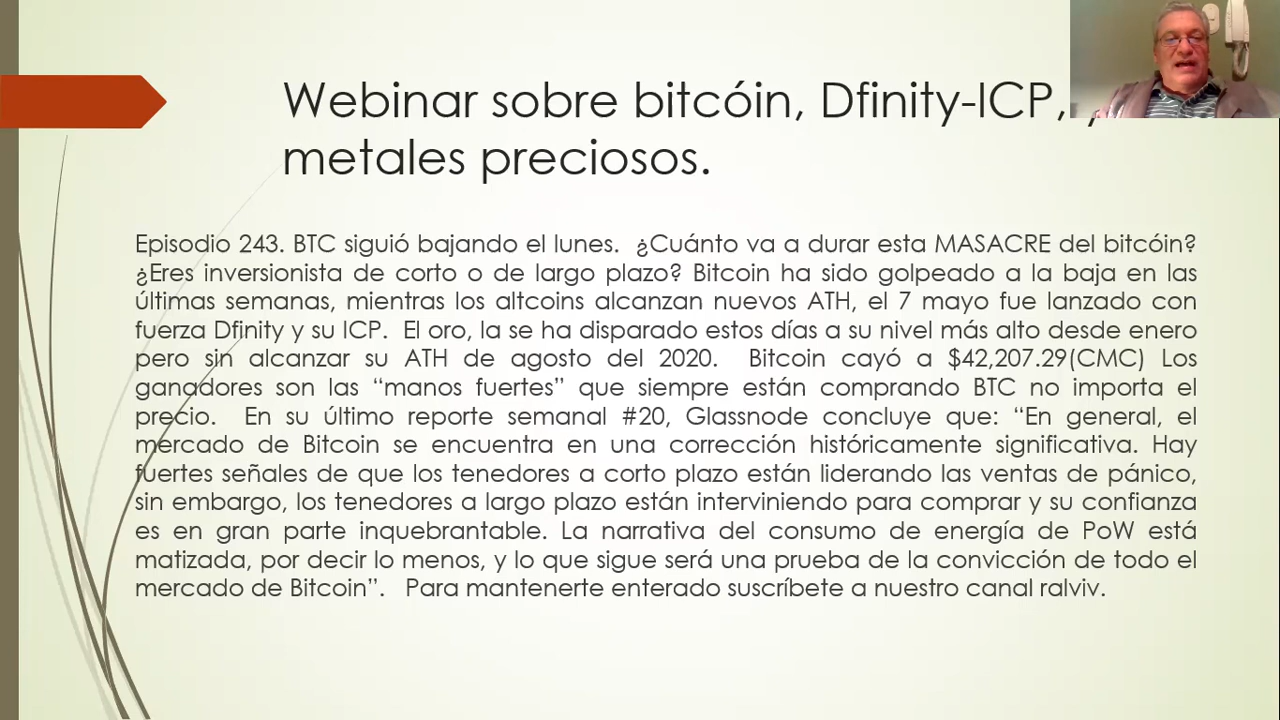 Webinar sobre bitcóin, Dfinity-ICP,
metales preciosos.
Episodio 243. BTC siguió bajando el lunes.  ¿Cuánto va a durar esta MASACRE del bitcóin?
¿Eres inversionista de corto o de largo plazo? Bitcoin ha sido golpeado a la baja en las
últimas semanas, mientras los altcoins alcanzan nuevos ATH, el 7 mayo fue lanzado con
fuerza Dfinity y su ICP.  El oro, la se ha disparado estos días a su nivel más alto desde enero
pero sin alcanzar su ATH de agosto del 2020.  Bitcoin cayó a $42,207.29(CMC) Los
ganadores son las “manos fuertes” que siempre están comprando BTC no importa el
precio.  En su último reporte semanal #20, Glassnode concluye que: “En general, el
mercado de Bitcoin se encuentra en una corrección históricamente significativa. Hay
fuertes señales de que los tenedores a corto plazo están liderando las ventas de pánico,
sin embargo, los tenedores a largo plazo están interviniendo para comprar y su confianza
es en gran parte inquebrantable. La narrativa del consumo de energía de PoW está
matizada, por decir lo menos, y lo que sigue será una prueba de la convicción de todo el
mercado de Bitcoin”.  Para mantenerte enterado suscríbete a nuestro canal ralviv.